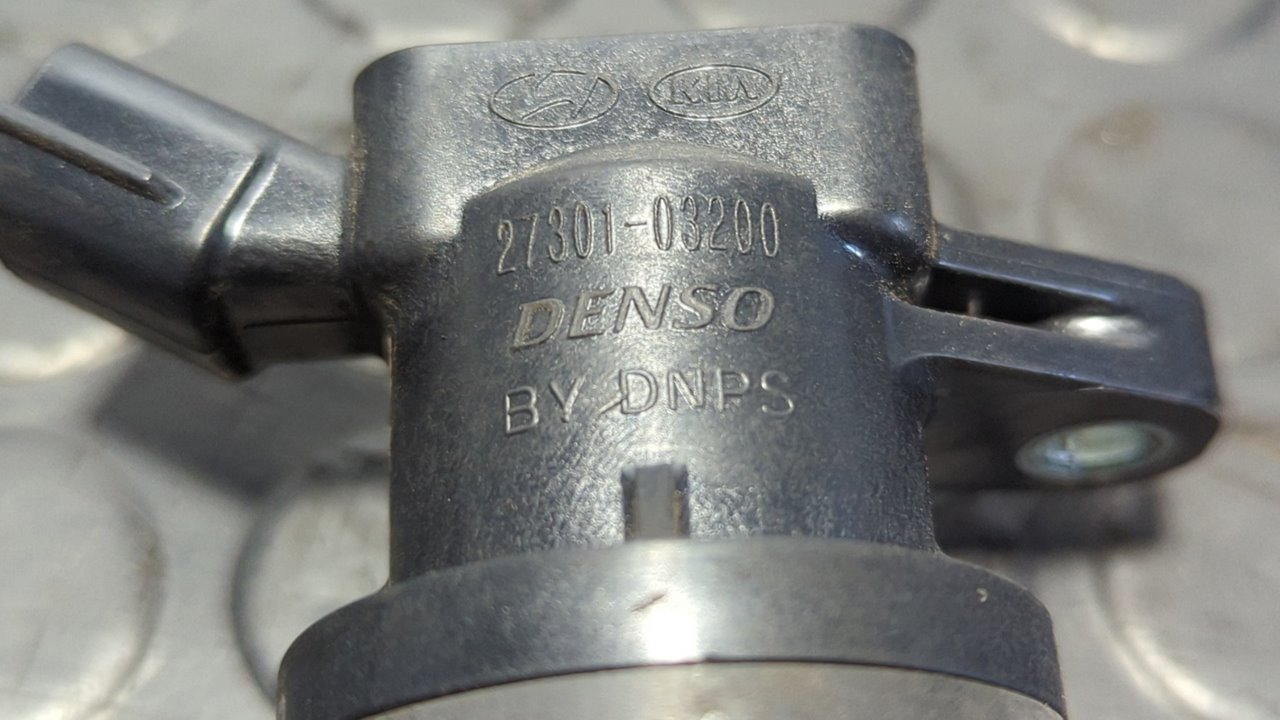 KIA
27301-03200
DENSO
BY DNPS